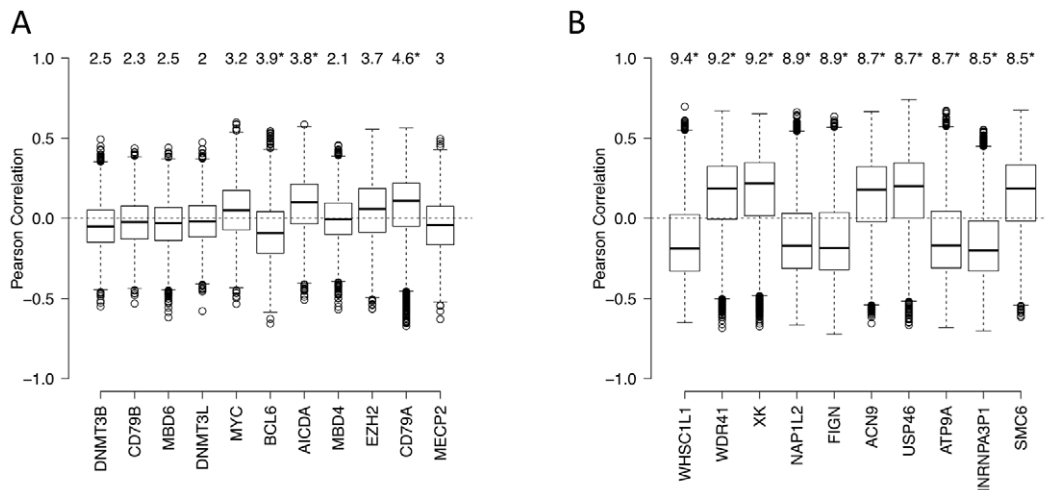 A
B
2.5 2.3 2.5 2 3.2 3.9* 3.8* 2.1 3.7 4.6* 3
9.4* 9.2* 9.2* 8.9* 8.9* 8.7* 8.7* 8.7* 8.5* 8.5*
Pearson Correlation
1.0
0.5
0.0
−0.5
−1.0
DNMT3B
CD79B
MBD6
DNMT3L
MYC
BCL6
AICDA
MBD4
EZH2
CD79A
MECP2
Pearson Correlation
1.0
0.5
0.0
−0.5
−1.0
WHSC1L1
WDR41
XK
NAP1L2
FIGN
ACN9
USP46
ATP9A
INRNPA3P1
SMC6